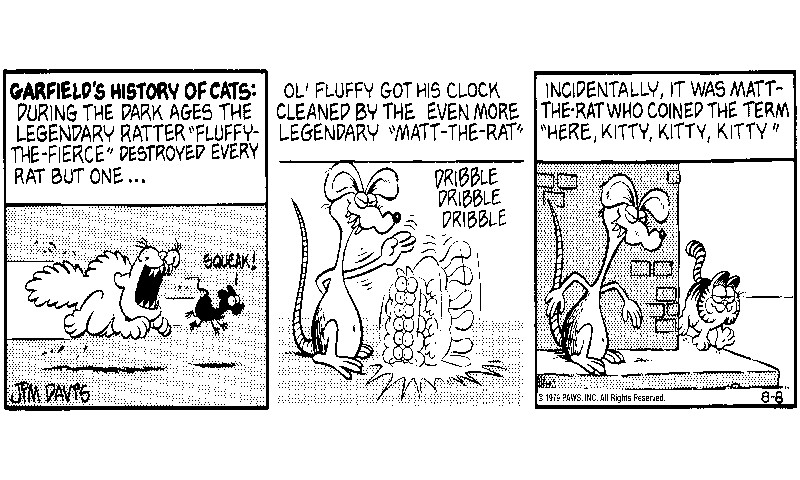 GARFIELD'S HISTORY OF CATS:
DURING THE DARK AGES THE
LEGENDARY RATTER "FLUFFY-
THE-FIERCE" DESTROYED EVERY
RAT BUT ONE...
SQUEAK!
JIM DAVIS
OL' FLUFFY GOT HIS CLOCK
CLEANED BY THE EVEN MORE
LEGENDARY "MATT-THE-RAT"
DRIBBLE
DRIBBLE
DRIBBLE
INCIDENTALLY, IT WAS MATT-
THE-RAT WHO COINED THE TERM
"HERE, KITTY, KITTY, KITTY"
© 1979 PAWS, INC. All Rights Reserved.
8-8